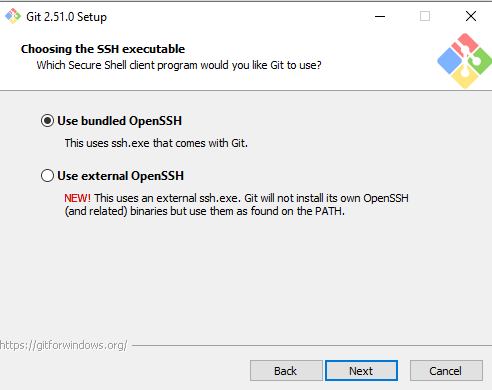 Git 2.51.0 Setup
Choosing the SSH executable
Which Secure Shell client program would you like Git to use?
Use bundled OpenSSH
This uses ssh.exe that comes with Git.
Use external OpenSSH
NEW! This uses an external ssh.exe. Git will not install its own OpenSSH
(and related) binaries but use them as found on the PATH.
https://gitforwindows.org/
Back Next Cancel